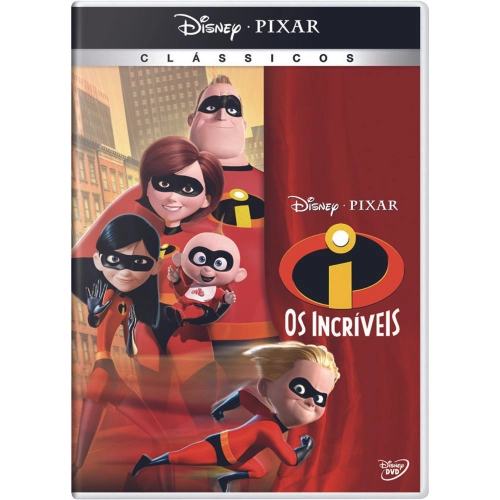 Disney · PIXAR
CLÁSSICOS
Disney · PIXAR
i
OS INCRÍVEIS
Disney
DVD